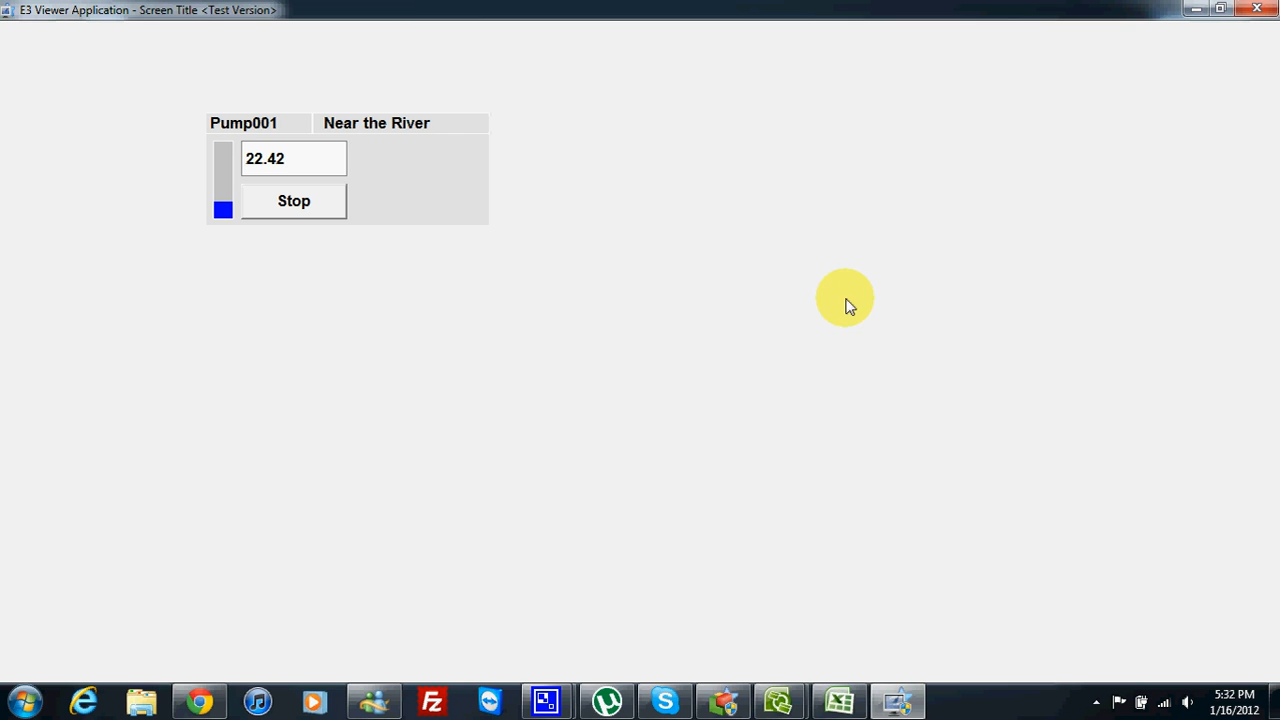 E3 Viewer Application - Screen Title <Test Version>
Pump001 Near the River
22.42
Stop
5:32 PM
1/16/2012